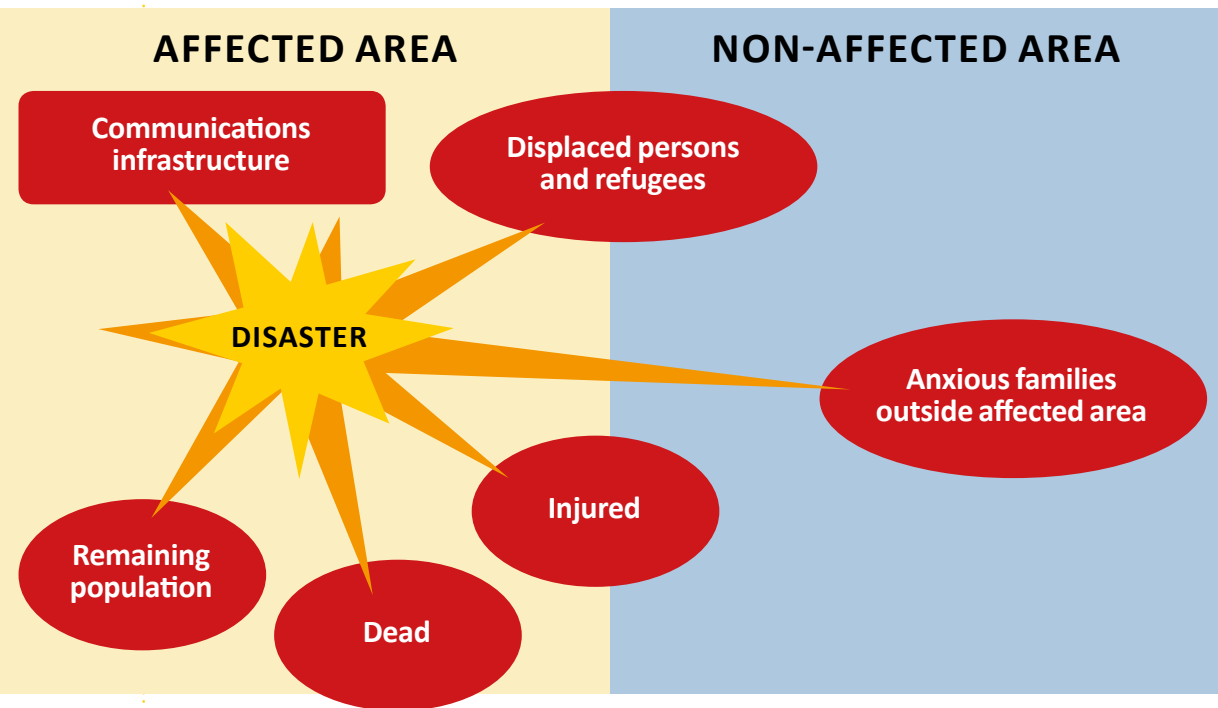 AFFECTED AREA
NON-AFFECTED AREA
Communications
infrastructure
Displaced persons
and refugees
DISASTER
Anxious families
outside affected area
Injured
Remaining
population
Dead